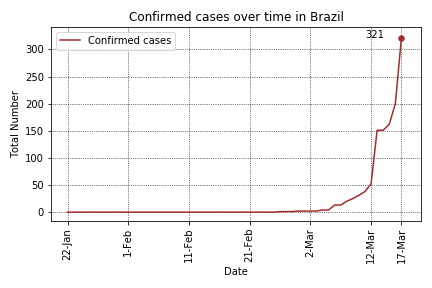 Confirmed cases over time in Brazil
Confirmed cases
321
300
250
200
150
100
50
0
Total Number
22-Jan
1-Feb
11-Feb
21-Feb
2-Mar
12-Mar
17-Mar
Date